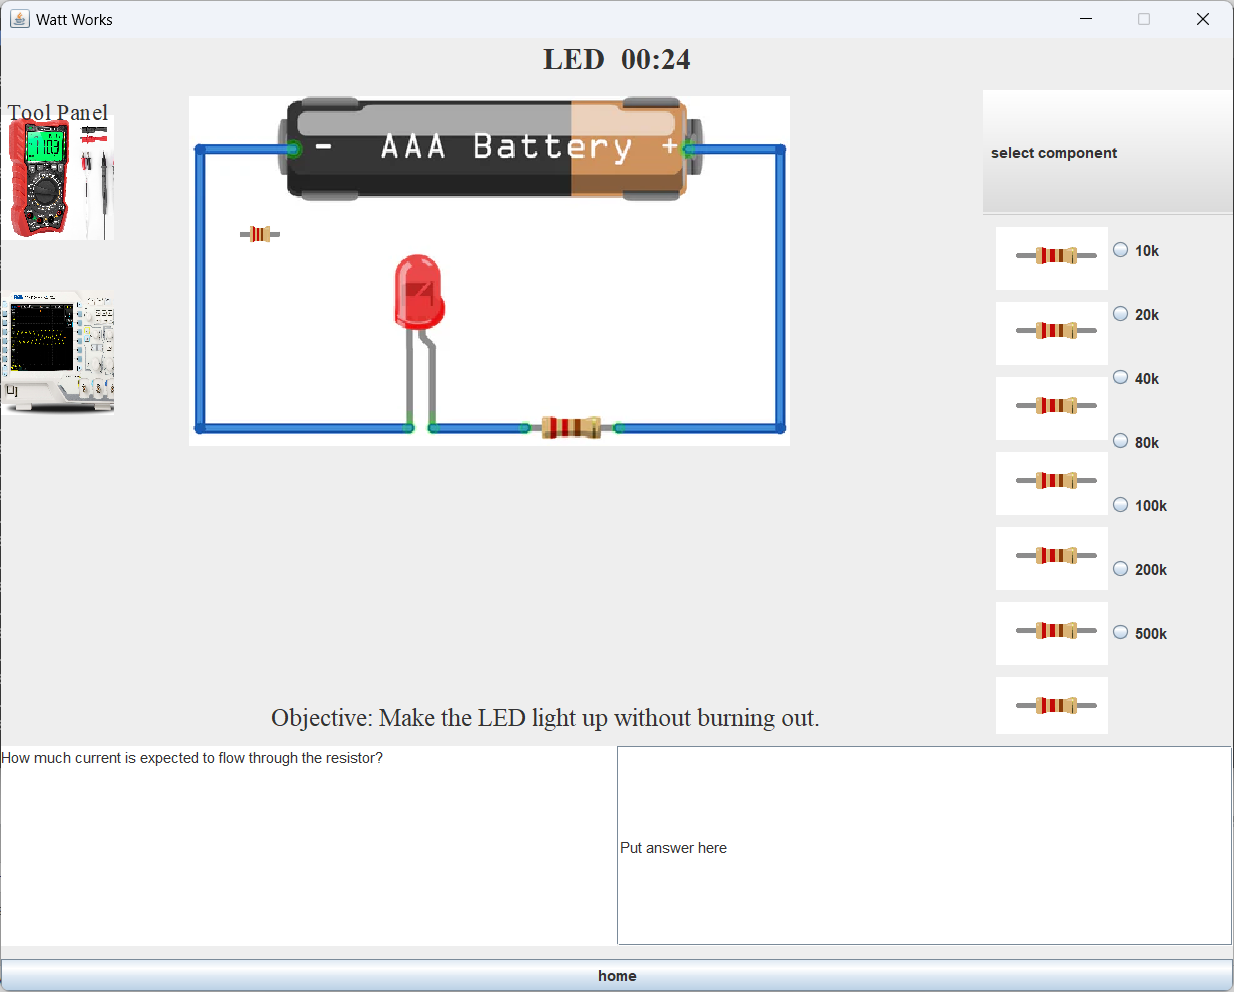 Watt Works
LED 00:24
Tool Panel
- AAA Battery +
select component
10k
20k
40k
80k
100k
200k
500k
Objective: Make the LED light up without burning out.
How much current is expected to flow through the resistor?
Put answer here
home